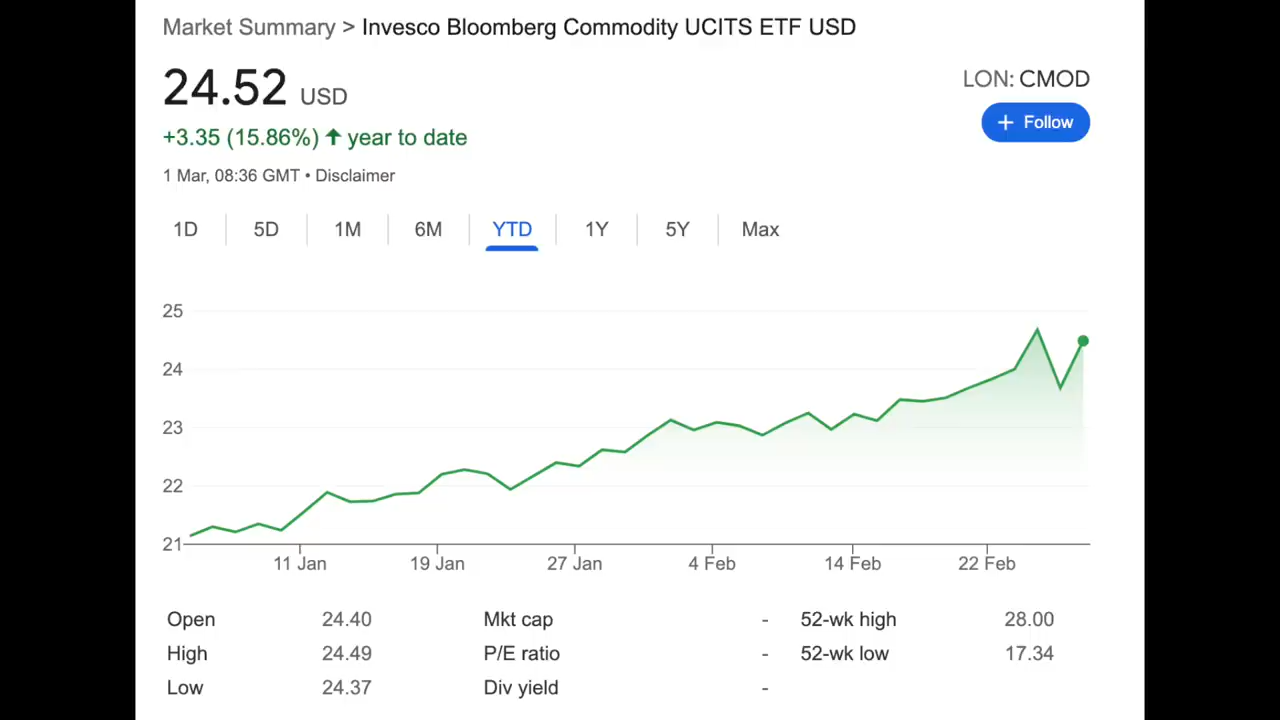 Market Summary > Invesco Bloomberg Commodity UCITS ETF USD
24.52 USD
LON: CMOD
+ Follow
+3.35 (15.86%) ↑ year to date
1 Mar, 08:36 GMT • Disclaimer
1D 5D 1M 6M YTD 1Y 5Y Max
25
24
23
22
21
11 Jan 19 Jan 27 Jan 4 Feb 14 Feb 22 Feb
Open 24.40 Mkt cap - 52-wk high 28.00
High 24.49 P/E ratio - 52-wk low 17.34
Low 24.37 Div yield -